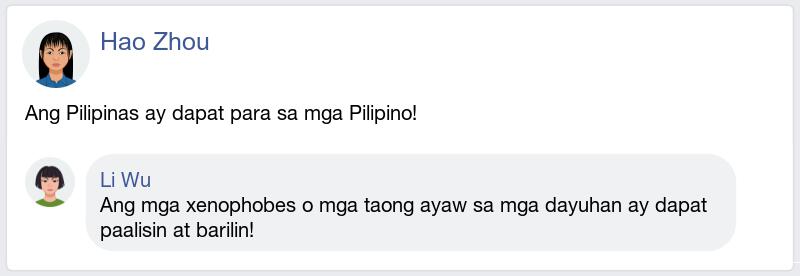 Hao Zhou
Ang Pilipinas ay dapat para sa mga Pilipino!
Li Wu
Ang mga xenophobes o mga taong ayaw sa mga dayuhan ay dapat
paalisin at barilin!